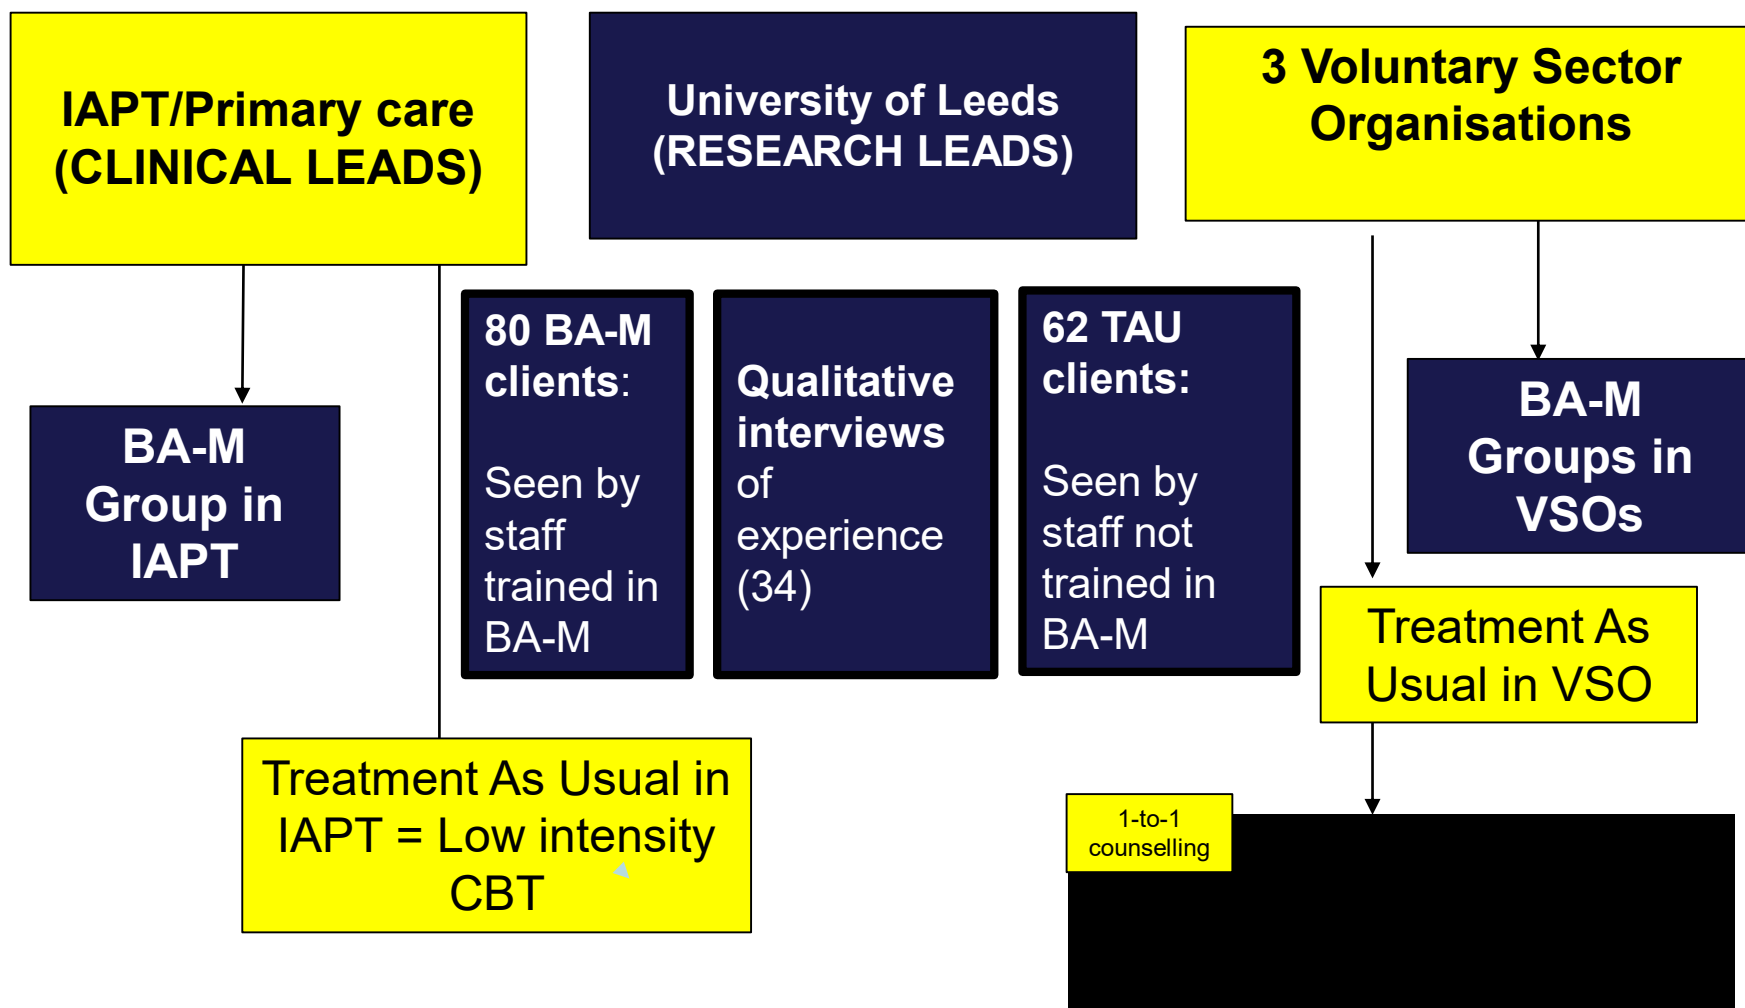 IAPT/Primary care
(CLINICAL LEADS)
University of Leeds
(RESEARCH LEADS)
3 Voluntary Sector
Organisations
BA-M
Group in
IAPT
80 BA-M
clients:
Seen by
staff
trained in
BA-M
Qualitative
interviews
of
experience
(34)
62 TAU
clients:
Seen by
staff not
trained in
BA-M
BA-M
Groups in
VSOs
Treatment As
Usual in VSO
Treatment As Usual in
IAPT = Low intensity
CBT
1-to-1
counselling